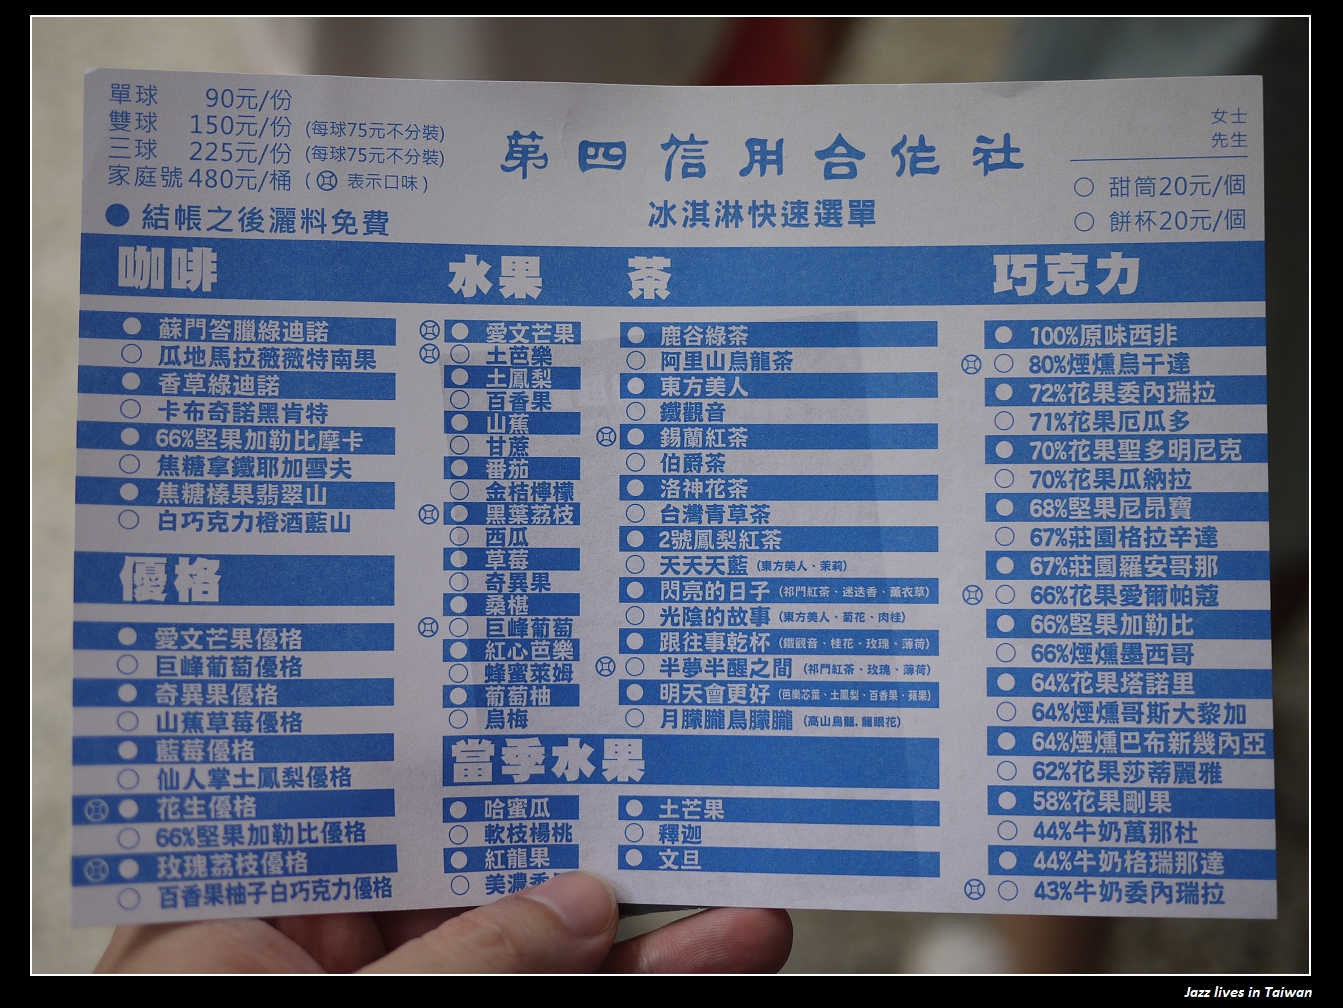 單球 90元/份
雙球 150元/份 (每球75元不分裝)
三球 225元/份 (每球75元不分裝)
家庭號 480元/桶 ( 表示口味 )
● 結帳之後灑料免費
第四信用合作社
冰淇淋快速選單
女士
先生
○ 甜筒20元/個
○ 餅杯20元/個
咖啡
蘇門答臘綠迪諾
瓜地馬拉薇薇特南果
香草綠迪諾
卡布奇諾黑肯特
66%堅果加勒比摩卡
焦糖拿鐵耶加雪夫
焦糖榛果翡翠山
白巧克力橙酒藍山
優格
愛文芒果優格
巨峰葡萄優格
奇異果優格
山蕉草莓優格
藍莓優格
仙人掌土鳳梨優格
花生優格
66%堅果加勒比優格
玫瑰荔枝優格
百香果柚子白巧克力優格
水果
愛文芒果
土芭樂
土鳳梨
百香果
山蕉
甘蔗
番茄
金桔檸檬
黑葉荔枝
西瓜
草莓
奇異果
桑椹
巨峰葡萄
紅心芭樂
蜂蜜萊姆
葡萄柚
烏梅
茶
鹿谷綠茶
阿里山烏龍茶
東方美人
鐵觀音
錫蘭紅茶
伯爵茶
洛神花茶
台灣青草茶
2號鳳梨紅茶
天天天藍 (東方美人、茉莉)
閃亮的日子 (祁門紅茶、迷迭香、薰衣草)
光陰的故事 (東方美人、菊花、肉桂)
跟往事乾杯 (鐵觀音、桂花、玫瑰、薄荷)
半夢半醒之間 (祁門紅茶、玫瑰、薄荷)
明天會更好 (芭樂芯葉、土鳳梨、百香果、蘋果)
月朦朧鳥朦朧 (高山烏龍.龍眼花)
當季水果
哈蜜瓜
軟枝楊桃
紅龍果
美濃香
土芒果
釋迦
文旦
巧克力
100%原味西非
80%煙燻烏干達
72%花果委內瑞拉
71%花果厄瓜多
70%花果聖多明尼克
70%花果瓜納拉
68%堅果尼昂寶
67%莊園格拉辛達
67%莊園羅安哥那
66%花果愛爾帕蔻
66%堅果加勒比
66%煙燻墨西哥
64%花果塔諾里
64%煙燻哥斯大黎加
64%煙燻巴布新幾內亞
62%花果莎蒂麗雅
58%花果剛果
44%牛奶萬那杜
44%牛奶格瑞那達
43%牛奶委內瑞拉
Jazz lives in Taiwan